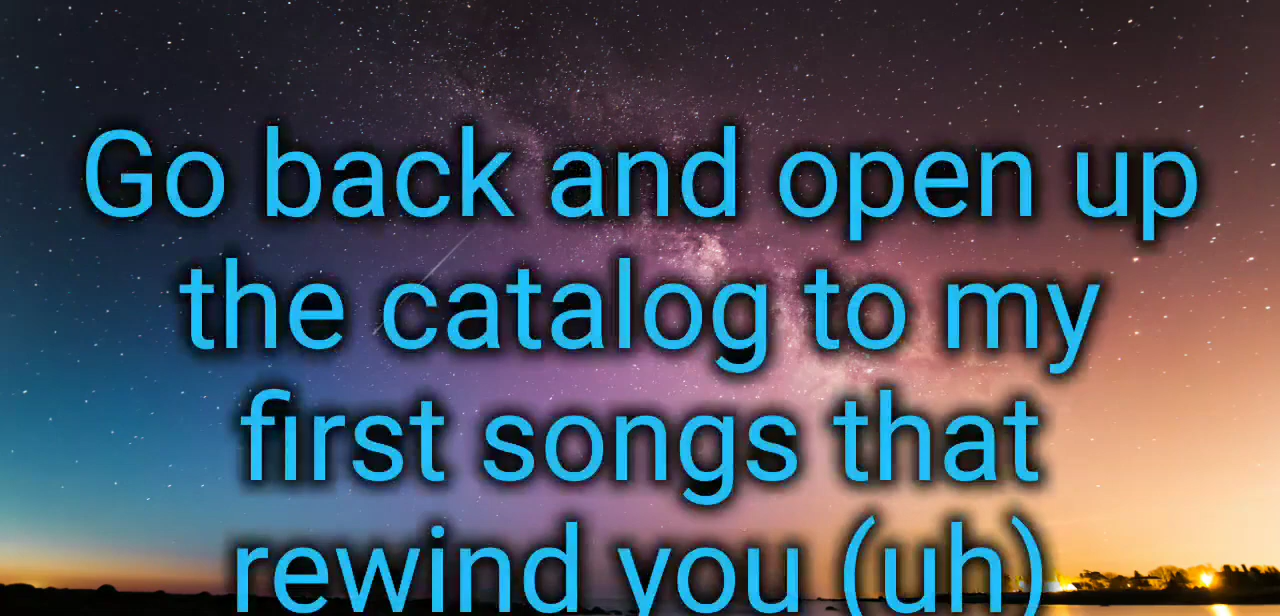 Go back and open up
the catalog to my
first songs that
rewind you (uh)